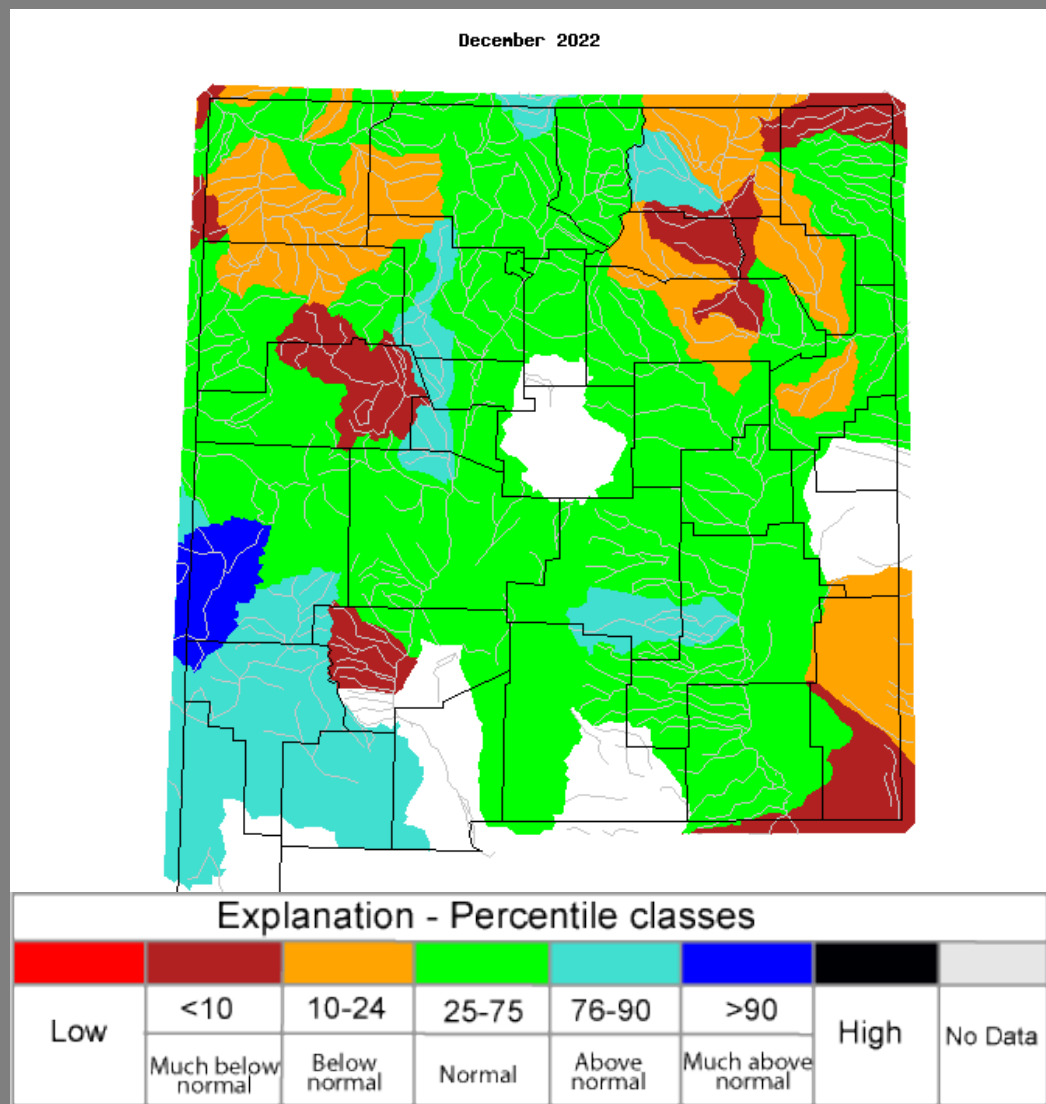 December 2022
Explanation - Percentile classes
Low
<10
10-24
25-75
76-90
>90
High
No Data
Much below
normal
Below
normal
Normal
Above
normal
Much above
normal